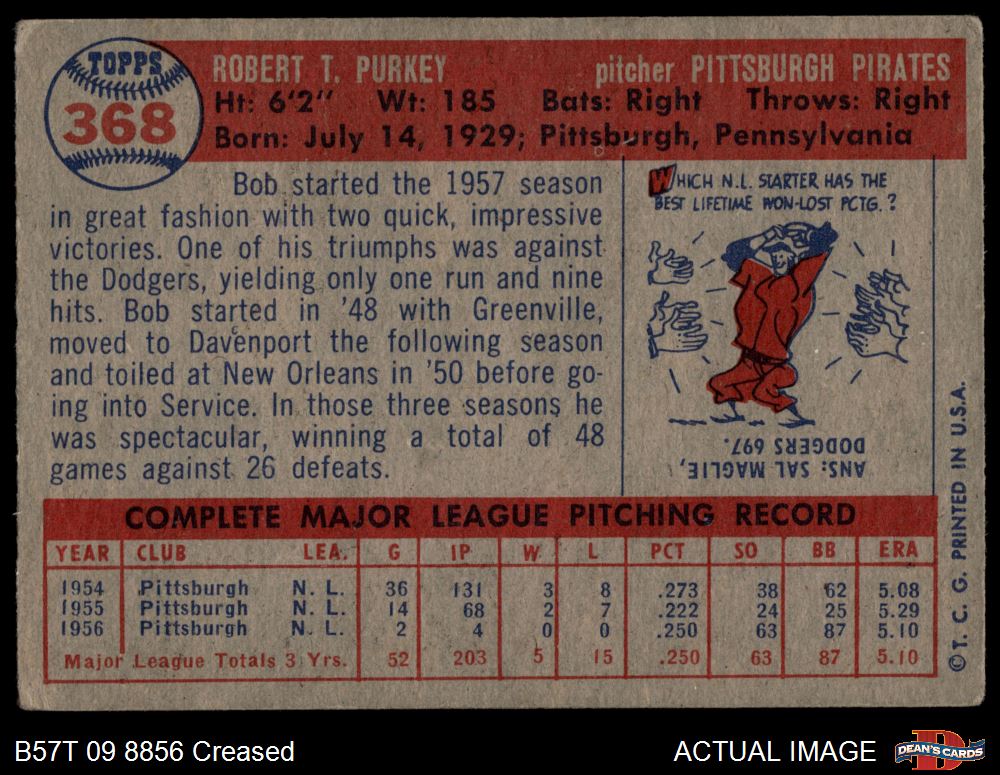 TOPPS
368
ROBERT T. PURKEY pitcher PITTSBURGH PIRATES
Ht: 6'2" Wt: 185 Bats: Right Throws: Right
Born: July 14, 1929; Pittsburgh, Pennsylvania
Bob started the 1957 season
in great fashion with two quick, impressive
victories. One of his triumphs was against
the Dodgers, yielding only one run and nine
hits. Bob started in '48 with Greenville,
moved to Davenport the following season
and toiled at New Orleans in '50 before go-
ing into Service. In those three seasons he
was spectacular, winning a total of 48
games against 26 defeats.
WHICH N.L. STARTER HAS THE
BEST LIFETIME WON-LOST PCTG.?
ANS: SAL MAGLIE,
DODGERS 697.
COMPLETE MAJOR LEAGUE PITCHING RECORD
YEAR CLUB LEA. G IP W L PCT SO BB ERA
1954 Pittsburgh N. L. 36 131 3 8 .273 38 62 5.08
1955 Pittsburgh N. L. 14 68 2 7 .222 24 25 5.29
1956 Pittsburgh N. L. 2 4 0 0 .250 63 87 5.10
Major League Totals 3 Yrs. 52 203 5 15 .250 63 87 5.10
© T. C. G. PRINTED IN U.S.A.
B57T 09 8856 Creased
ACTUAL IMAGE
D
DEAN'S CARDS